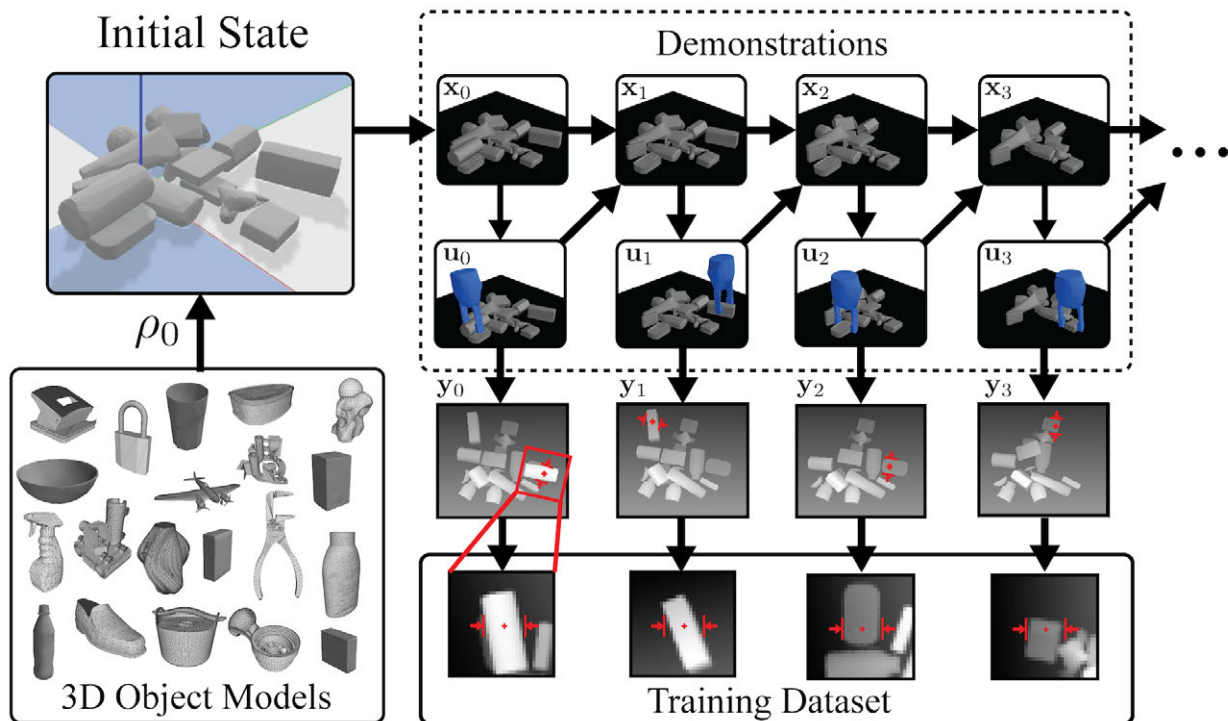 Initial State
Demonstrations
x₀ x₁ x₂ x₃
u₀ u₁ u₂ u₃
ρ₀
y₀ y₁ y₂ y₃
3D Object Models
Training Dataset